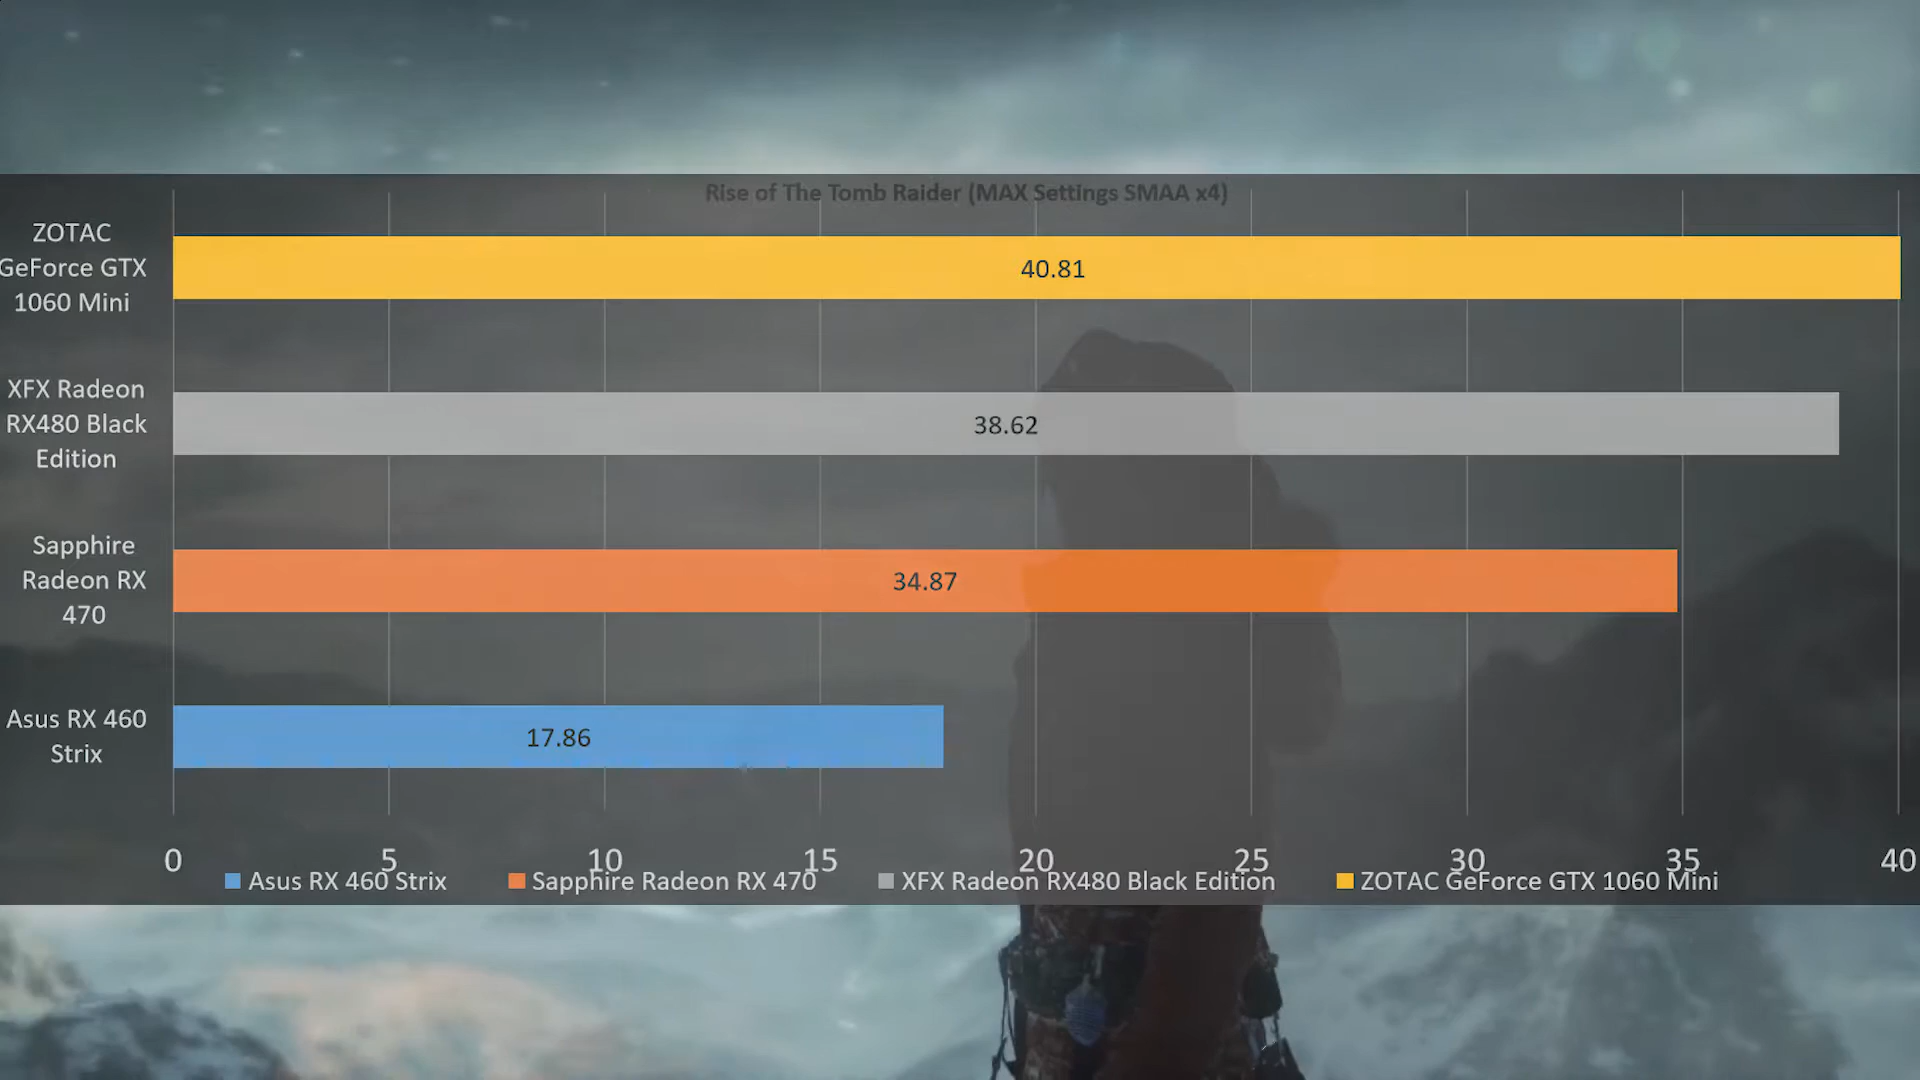 Rise of The Tomb Raider (MAX Settings SMAA x4)
ZOTAC
GeForce GTX
1060 Mini
40.81
XFX Radeon
RX480 Black
Edition
38.62
Sapphire
Radeon RX
470
34.87
Asus RX 460
Strix
17.86
0 5 10 15 20 25 30 35 40
Asus RX 460 Strix Sapphire Radeon RX 470 XFX Radeon RX480 Black Edition ZOTAC GeForce GTX 1060 Mini